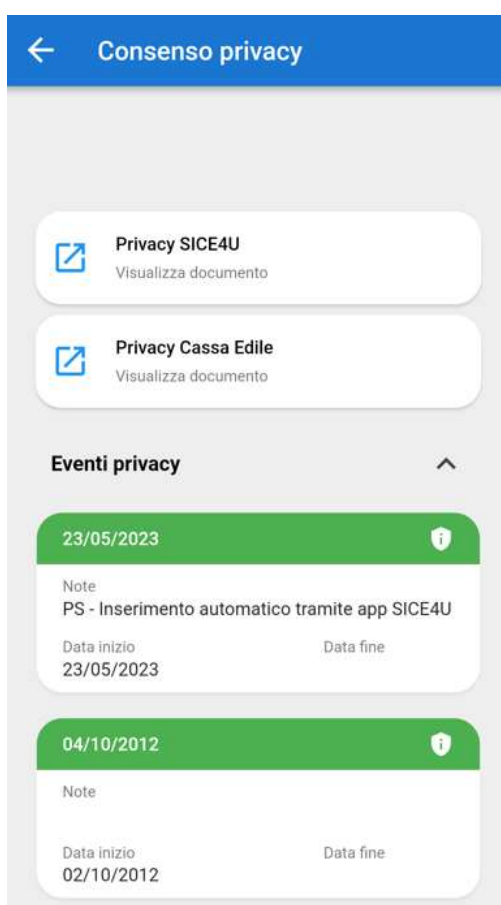 Consenso privacy
Privacy SICE4U
Visualizza documento
Privacy Cassa Edile
Visualizza documento
Eventi privacy
23/05/2023
Note
PS - Inserimento automatico tramite app SICE4U
Data inizio Data fine
23/05/2023
04/10/2012
Note
Data inizio Data fine
02/10/2012